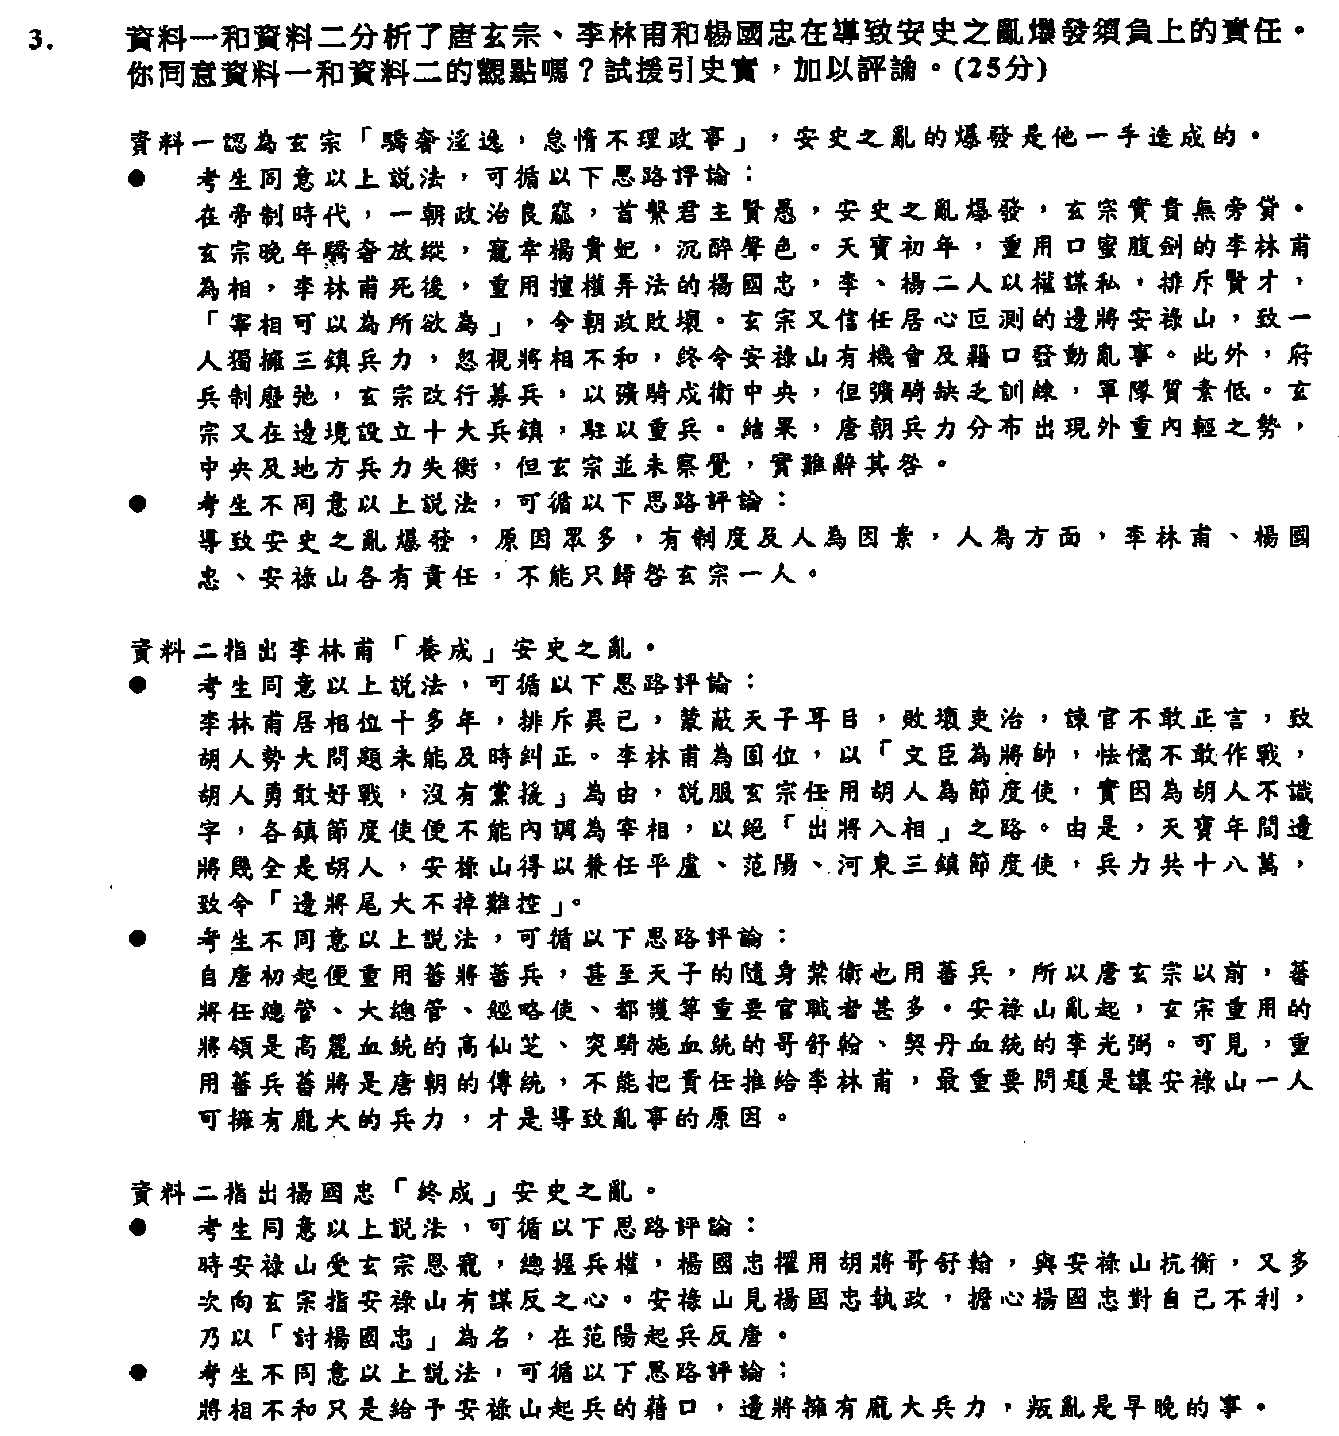 3. 資料一和資料二分析了唐玄宗、李林甫和楊國忠在導致安史之亂爆發須負上的責任。
你同意資料一和資料二的觀點嗎？試援引史實，加以評論。(25分)
資料一認為玄宗「驕奢淫逸，怠惰不理政事」，安史之亂的爆發是他一手造成的。
● 考生同意以上說法，可循以下思路評論：
在帝制時代，一朝政治良窳，首繫君主賢愚，安史之亂爆發，玄宗實責無旁貸。
玄宗晚年驕奢放縱，寵幸楊貴妃，沉醉聲色。天寶初年，重用口蜜腹劍的李林甫
為相，李林甫死後，重用擅權弄法的楊國忠，李、楊二人以權謀私，排斥賢才，
「宰相可以為所欲為」，令朝政敗壞。玄宗又信任居心叵測的邊將安祿山，致一
人獨擁三鎮兵力，忽視將相不和，終令安祿山有機會及藉口發動亂事。此外，府
兵制廢弛，玄宗改行募兵，以彍騎戍衛中央，但彍騎缺乏訓練，軍隊質素低。玄
宗又在邊境設立十大兵鎮，駐以重兵。結果，唐朝兵力分布出現外重內輕之勢，
中央及地方兵力失衡，但玄宗並未察覺，實難辭其咎。
● 考生不同意以上說法，可循以下思路評論：
導致安史之亂爆發，原因眾多，有制度及人為因素，人為方面，李林甫、楊國
忠、安祿山各有責任，不能只歸咎玄宗一人。
資料二指出李林甫「養成」安史之亂。
● 考生同意以上說法，可循以下思路評論：
李林甫居相位十多年，排斥異己，蒙蔽天子耳目，敗壞吏治，諫官不敢正言，致
胡人勢大問題未能及時糾正。李林甫為固位，以「文臣為將帥，怯懦不敢作戰，
胡人勇敢好戰，沒有黨援」為由，說服玄宗任用胡人為節度使，實因為胡人不識
字，各鎮節度使便不能內調為宰相，以絕「出將入相」之路。由是，天寶年間邊
將幾全是胡人，安祿山得以兼任平盧、范陽、河東三鎮節度使，兵力共十八萬，
致令「邊將尾大不掉難控」。
● 考生不同意以上說法，可循以下思路評論：
自唐初起便重用蕃將蕃兵，甚至天子的隨身禁衛也用蕃兵，所以唐玄宗以前，蕃
將任總管、大總管、經略使、都護等重要官職者甚多。安祿山亂起，玄宗重用的
將領是高麗血統的高仙芝、突騎施血統的哥舒翰、契丹血統的李光弼。可見，重
用蕃兵蕃將是唐朝的傳統，不能把責任推給李林甫，最重要問題是讓安祿山一人
可擁有龐大的兵力，才是導致亂事的原因。
資料二指出楊國忠「終成」安史之亂。
● 考生同意以上說法，可循以下思路評論：
時安祿山受玄宗恩寵，總握兵權，楊國忠擢用胡將哥舒翰，與安祿山抗衡，又多
次向玄宗指安祿山有謀反之心。安祿山見楊國忠執政，擔心楊國忠對自己不利，
乃以「討楊國忠」為名，在范陽起兵反唐。
● 考生不同意以上說法，可循以下思路評論：
將相不和只是給予安祿山起兵的藉口，邊將擁有龐大兵力，叛亂是早晚的事。